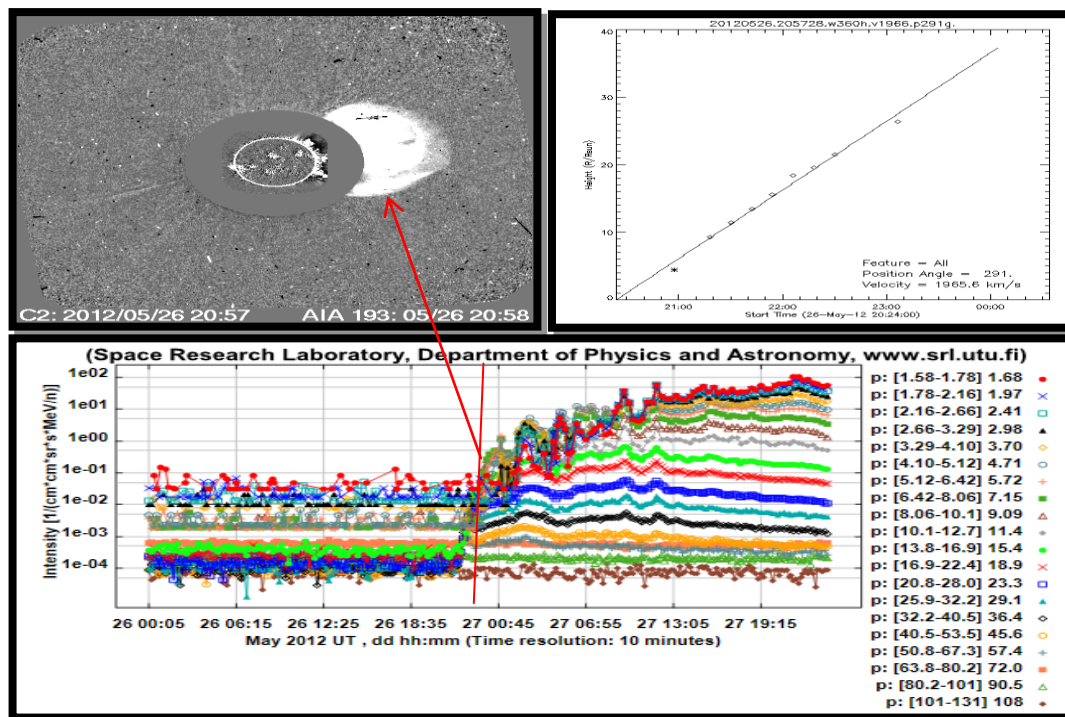 C2: 2012/05/26 20:57
AIA 193: 05/26 20:58
20120526.205728.w360h.v1966.p291g.
40
30
20
10
0
Height (R/Rsun)
Feature = All
Position Angle = 291.
Velocity = 1965.6 km/s
21:00 22:00 23:00 00:00
Start Time (26-May-12 20:24:00)
(Space Research Laboratory, Department of Physics and Astronomy, www.srl.utu.fi)
Intensity [1/(cm*cm*sr*s*MeV/n)]
1e+02
1e+01
1e+00
1e-01
1e-02
1e-03
1e-04
26 00:05 26 06:15 26 12:25 26 18:35 27 00:45 27 06:55 27 13:05 27 19:15
May 2012 UT , dd hh:mm (Time resolution: 10 minutes)
p: [1.58-1.78] 1.68
p: [1.78-2.16] 1.97
p: [2.16-2.66] 2.41
p: [2.66-3.29] 2.98
p: [3.29-4.10] 3.70
p: [4.10-5.12] 4.71
p: [5.12-6.42] 5.72
p: [6.42-8.06] 7.15
p: [8.06-10.1] 9.09
p: [10.1-12.7] 11.4
p: [13.8-16.9] 15.4
p: [16.9-22.4] 18.9
p: [20.8-28.0] 23.3
p: [25.9-32.2] 29.1
p: [32.2-40.5] 36.4
p: [40.5-53.5] 45.6
p: [50.8-67.3] 57.4
p: [63.8-80.2] 72.0
p: [80.2-101] 90.5
p: [101-131] 108